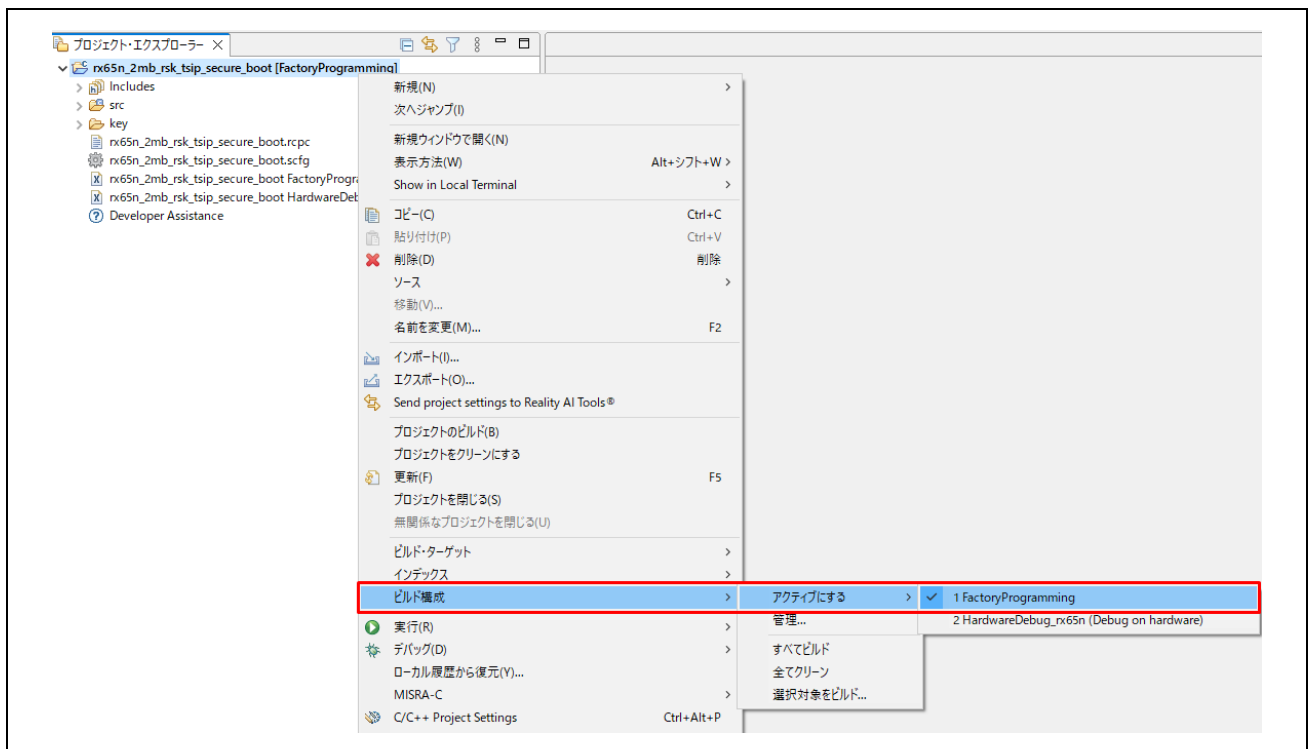 プロジェクト・エクスプローラー
rx65n_2mb_rsk_tsip_secure_boot [FactoryProgramming]
Includes
src
key
rx65n_2mb_rsk_tsip_secure_boot.rcpc
rx65n_2mb_rsk_tsip_secure_boot.scfg
rx65n_2mb_rsk_tsip_secure_boot FactoryProgra
rx65n_2mb_rsk_tsip_secure_boot HardwareDeb
Developer Assistance
新規(N)
次へジャンプ(I)
新規ウィンドウで開く(N)
表示方法(W) Alt+シフト+W
Show in Local Terminal
コピー(C) Ctrl+C
貼り付け(P) Ctrl+V
削除(D) 削除
ソース
移動(V)...
名前を変更(M)... F2
インポート(I)...
エクスポート(O)...
Send project settings to Reality AI Tools®
プロジェクトのビルド(B)
プロジェクトをクリーンにする
更新(F) F5
プロジェクトを閉じる(S)
無関係なプロジェクトを閉じる(U)
ビルド・ターゲット
インデックス
ビルド構成 アクティブにする 1 FactoryProgramming
管理... 2 HardwareDebug_rx65n (Debug on hardware)
実行(R)
すべてビルド
デバッグ(D)
全てクリーン
ローカル履歴から復元(Y)...
選択対象をビルド...
MISRA-C
C/C++ Project Settings Ctrl+Alt+P